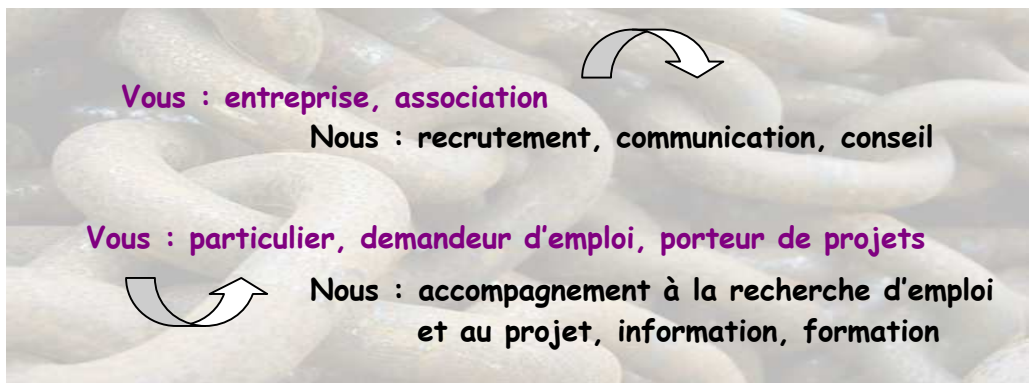 Vous : entreprise, association
Nous : recrutement, communication, conseil
Vous : particulier, demandeur d’emploi, porteur de projets
Nous : accompagnement à la recherche d’emploi
et au projet, information, formation